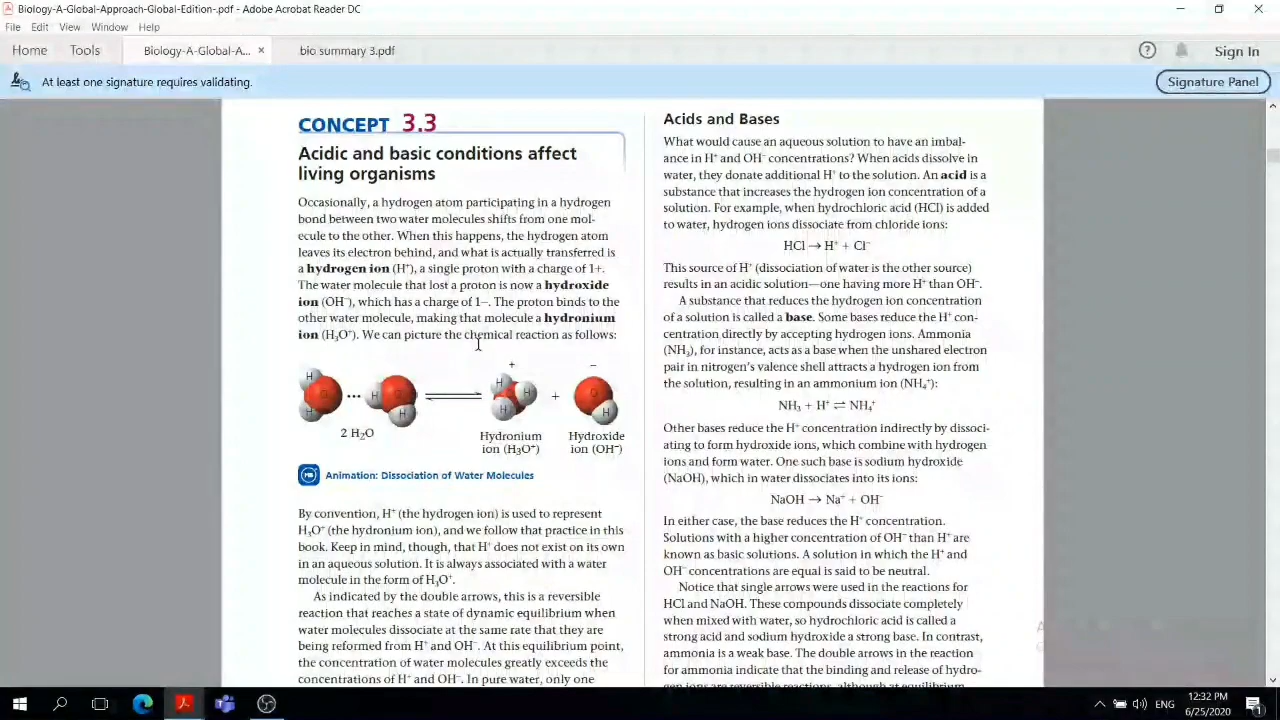 Biology-A-Global-Approach-Global-Edition-.pdf - Adobe Acrobat Reader DC
File Edit View Window Help
Home Tools Biology-A-Global-A... × bio summary 3.pdf Sign In
At least one signature requires validating. Signature Panel
CONCEPT 3.3
Acidic and basic conditions affect
living organisms
Occasionally, a hydrogen atom participating in a hydrogen
bond between two water molecules shifts from one mol-
ecule to the other. When this happens, the hydrogen atom
leaves its electron behind, and what is actually transferred is
a hydrogen ion (H⁺), a single proton with a charge of 1+.
The water molecule that lost a proton is now a hydroxide
ion (OH⁻), which has a charge of 1−. The proton binds to the
other water molecule, making that molecule a hydronium
ion (H₃O⁺). We can picture the chemical reaction as follows:
+ −
H H H H O
H O H O H H + H
2 H₂O
Hydronium Hydroxide
ion (H₃O⁺) ion (OH⁻)
Animation: Dissociation of Water Molecules
By convention, H⁺ (the hydrogen ion) is used to represent
H₃O⁺ (the hydronium ion), and we follow that practice in this
book. Keep in mind, though, that H⁺ does not exist on its own
in an aqueous solution. It is always associated with a water
molecule in the form of H₃O⁺.
As indicated by the double arrows, this is a reversible
reaction that reaches a state of dynamic equilibrium when
water molecules dissociate at the same rate that they are
being reformed from H⁺ and OH⁻. At this equilibrium point,
the concentration of water molecules greatly exceeds the
concentrations of H⁺ and OH⁻. In pure water, only one
Acids and Bases
What would cause an aqueous solution to have an imbal-
ance in H⁺ and OH⁻ concentrations? When acids dissolve in
water, they donate additional H⁺ to the solution. An acid is a
substance that increases the hydrogen ion concentration of a
solution. For example, when hydrochloric acid (HCl) is added
to water, hydrogen ions dissociate from chloride ions:
HCl → H⁺ + Cl⁻
This source of H⁺ (dissociation of water is the other source)
results in an acidic solution—one having more H⁺ than OH⁻.
A substance that reduces the hydrogen ion concentration
of a solution is called a base. Some bases reduce the H⁺ con-
centration directly by accepting hydrogen ions. Ammonia
(NH₃), for instance, acts as a base when the unshared electron
pair in nitrogen's valence shell attracts a hydrogen ion from
the solution, resulting in an ammonium ion (NH₄⁺):
NH₃ + H⁺ ⇌ NH₄⁺
Other bases reduce the H⁺ concentration indirectly by dissoci-
ating to form hydroxide ions, which combine with hydrogen
ions and form water. One such base is sodium hydroxide
(NaOH), which in water dissociates into its ions:
NaOH → Na⁺ + OH⁻
In either case, the base reduces the H⁺ concentration.
Solutions with a higher concentration of OH⁻ than H⁺ are
known as basic solutions. A solution in which the H⁺ and
OH⁻ concentrations are equal is said to be neutral.
Notice that single arrows were used in the reactions for
HCl and NaOH. These compounds dissociate completely
when mixed with water, so hydrochloric acid is called a
strong acid and sodium hydroxide a strong base. In contrast,
ammonia is a weak base. The double arrows in the reaction
for ammonia indicate that the binding and release of hydro-
gen ions are reversible reactions, although at equilibrium
ENG 12:32 PM
6/25/2020